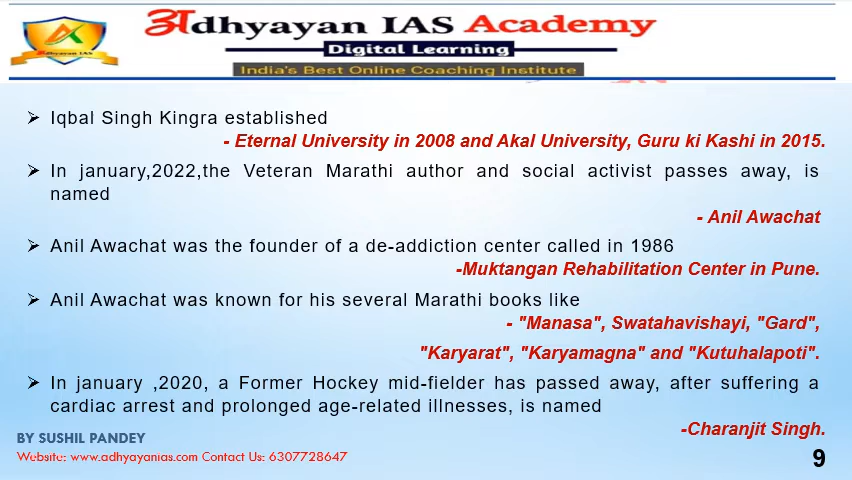 अdhyayan IAS Academy
Adhyayan IAS
Digital Learning
India's Best Online Coaching Institute
➢ Iqbal Singh Kingra established
- Eternal University in 2008 and Akal University, Guru ki Kashi in 2015.
➢ In january,2022,the Veteran Marathi author and social activist passes away, is
named
- Anil Awachat
➢ Anil Awachat was the founder of a de-addiction center called in 1986
-Muktangan Rehabilitation Center in Pune.
➢ Anil Awachat was known for his several Marathi books like
- "Manasa", Swatahavishayi, "Gard",
"Karyarat", "Karyamagna" and "Kutuhalapoti".
➢ In january ,2020, a Former Hockey mid-fielder has passed away, after suffering a
cardiac arrest and prolonged age-related illnesses, is named
-Charanjit Singh.
BY SUSHIL PANDEY
Website: www.adhyayanias.com Contact Us: 6307728647
9